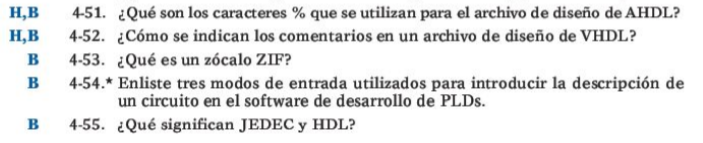 H,B 4-51. ¿Qué son los caracteres % que se utilizan para el archivo de diseño de AHDL?
H,B 4-52. ¿Cómo se indican los comentarios en un archivo de diseño de VHDL?
B 4-53. ¿Qué es un zócalo ZIF?
B 4-54.* Enliste tres modos de entrada utilizados para introducir la descripción de
un circuito en el software de desarrollo de PLDs.
B 4-55. ¿Qué significan JEDEC y HDL?